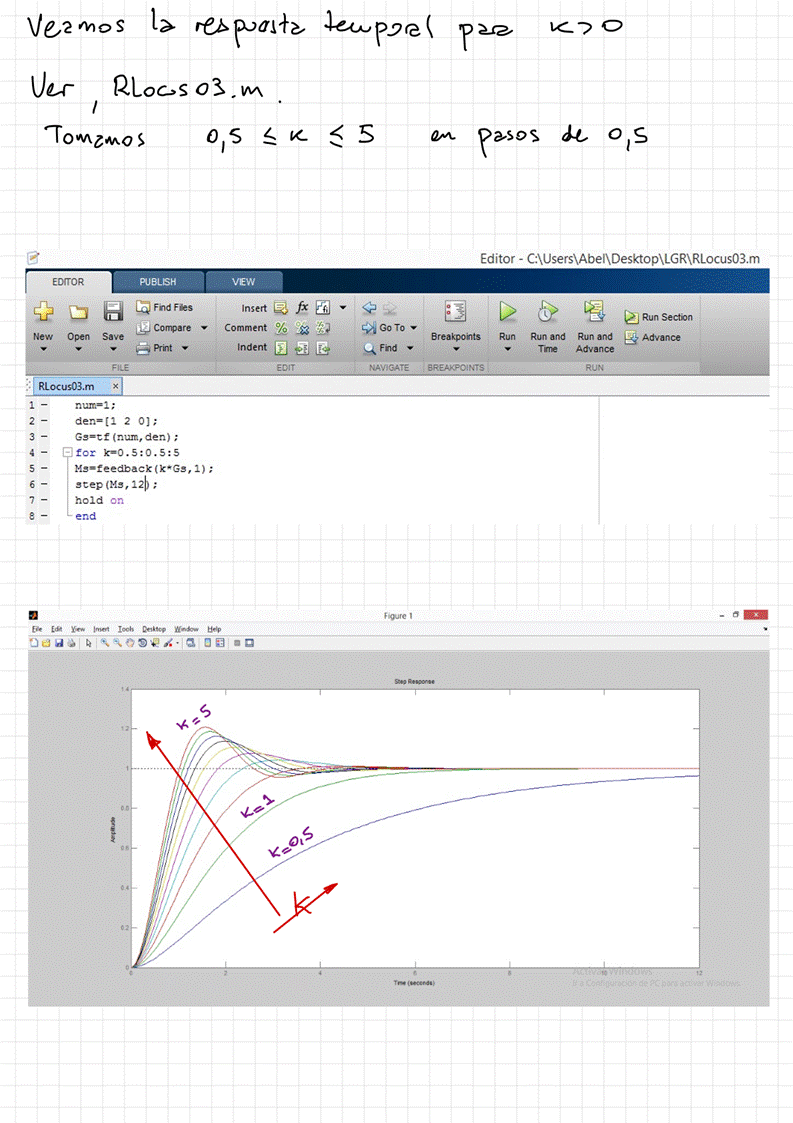 Veamos la respuesta temporal para k>0
Ver, RLocus03.m.
Tomamos 0,5 ≤ k ≤ 5 en pasos de 0,5
Editor - C:\Users\Abel\Desktop\LGR\RLocus03.m
EDITOR PUBLISH VIEW
New Open Save Find Files Compare Print Insert fx Comment Indent Go To Find Breakpoints Run Run and Time Run and Advance Run Section Advance
FILE EDIT NAVIGATE BREAKPOINTS RUN
RLocus03.m ×
1 num=1;
2 den=[1 2 0];
3 Gs=tf(num,den);
4 for k=0.5:0.5:5
5 Ms=feedback(k*Gs,1);
6 step(Ms,12);
7 hold on
8 end
Figure 1
File Edit View Insert Tools Desktop Window Help
Step Response
1.4
k=5
1.2
1
0.8
k=1
Amplitude
k=0,5
0.6
0.4
k
0.2
0
0 2 4 6 8 10 12
Time (seconds)
Activar Windows
Ir a Configuración de PC para activar Windows.